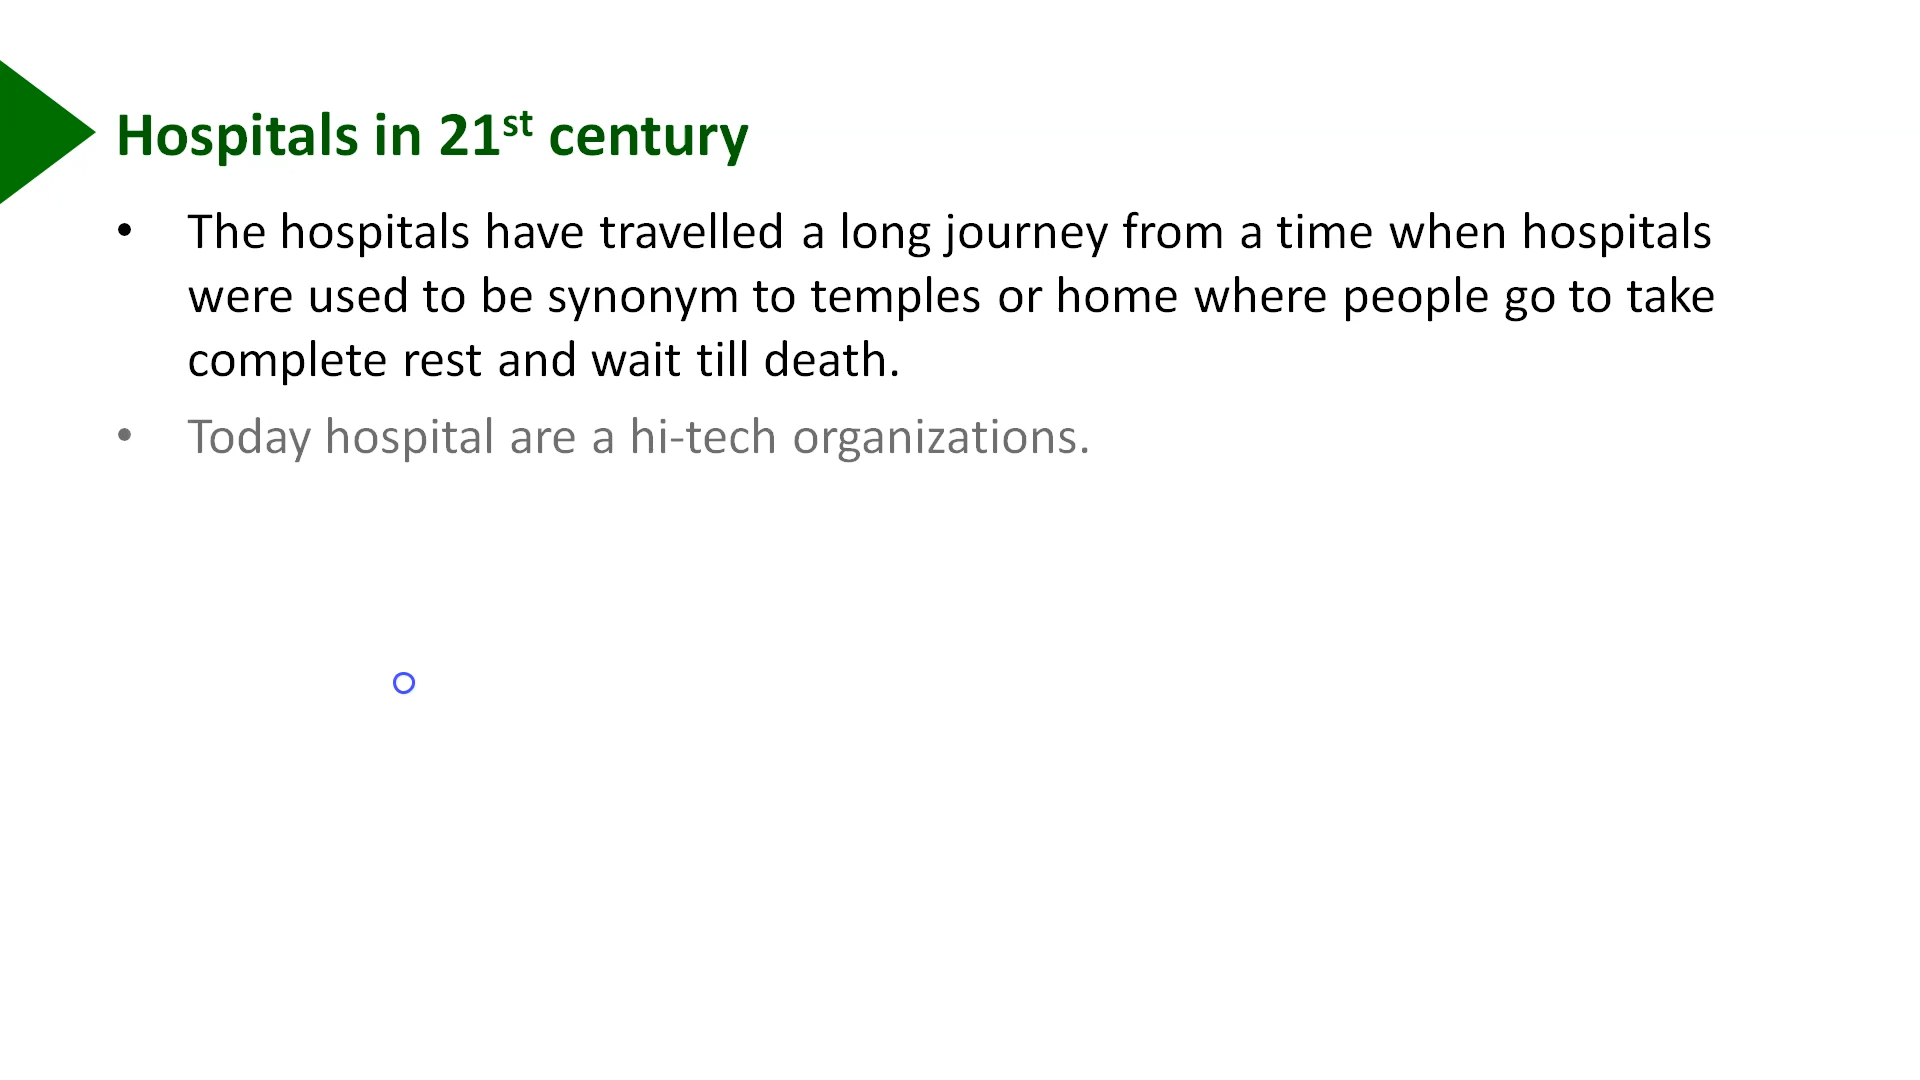 Hospitals in 21st century
• The hospitals have travelled a long journey from a time when hospitals
were used to be synonym to temples or home where people go to take
complete rest and wait till death.
• Today hospital are a hi-tech organizations.